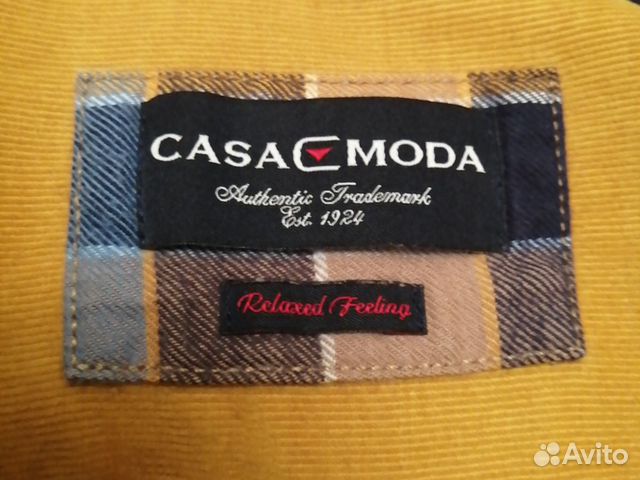 CASA MODA
Authentic Trademark
Est. 1924
Relaxed Feeling
Avito